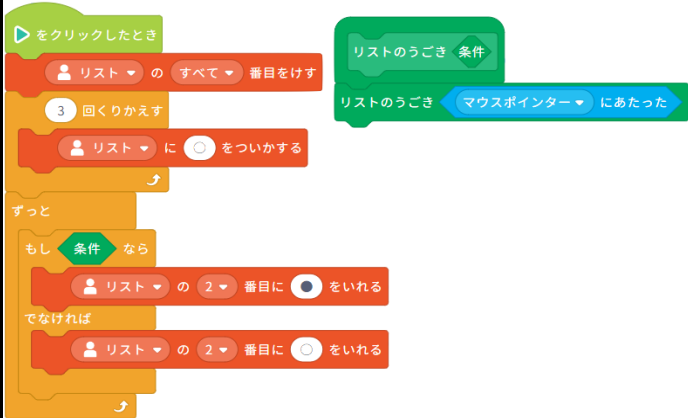 をクリックしたとき
リスト の すべて 番目をけす
3 回くりかえす
リスト に ○ をついかする
ずっと
もし 条件 なら
リスト の 2 番目に ● をいれる
でなければ
リスト の 2 番目に ○ をいれる
リストのうごき 条件
リストのうごき マウスポインター にあたった